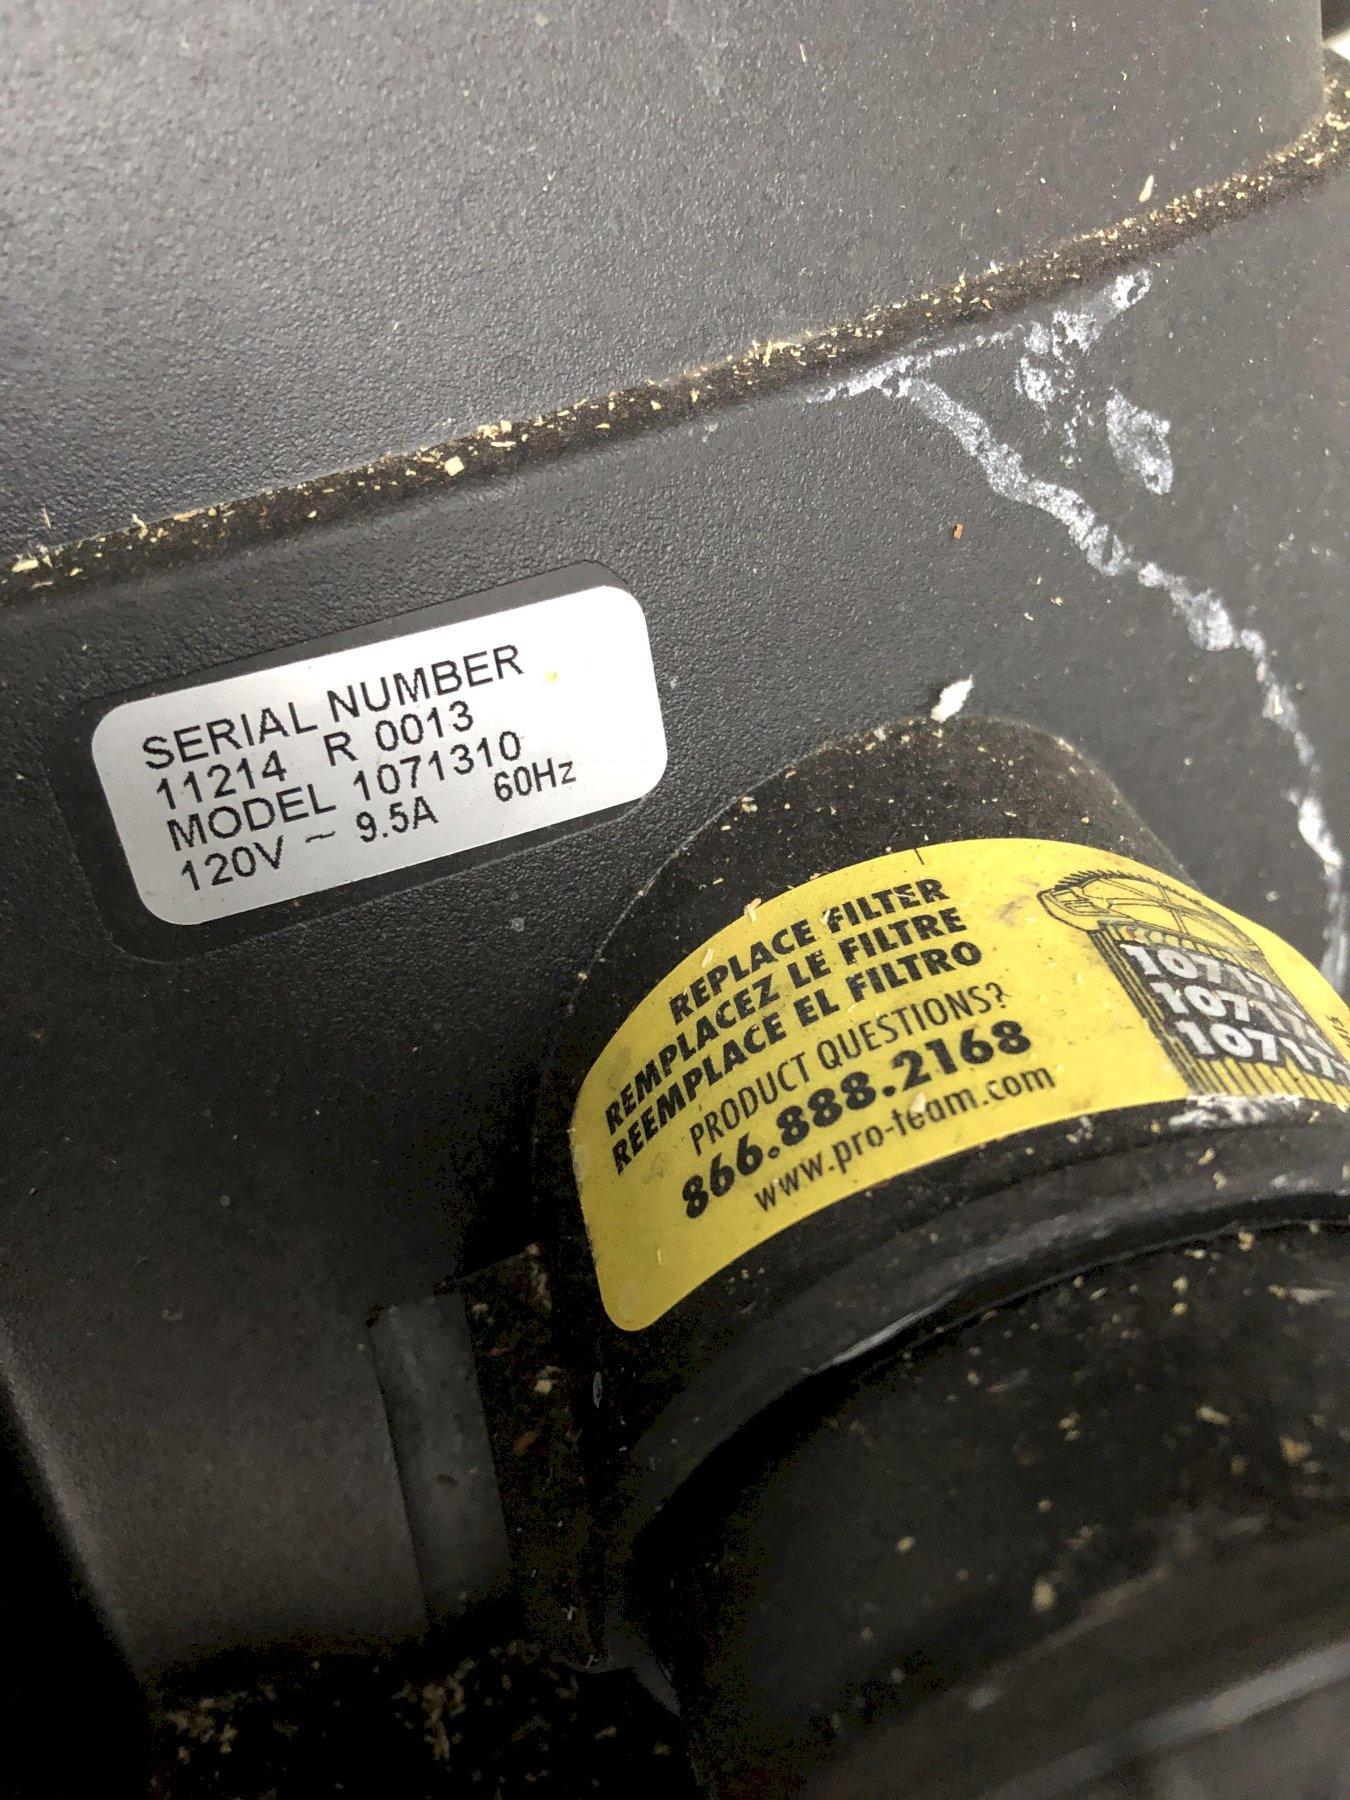 SERIAL NUMBER
11214 R 0013
MODEL 1071310
120V ~ 9.5A 60Hz
REPLACE FILTER
REMPLACEZ LE FILTRE
REEMPLACE EL FILTRO
PRODUCT QUESTIONS?
866.888.2168
www.pro-team.com